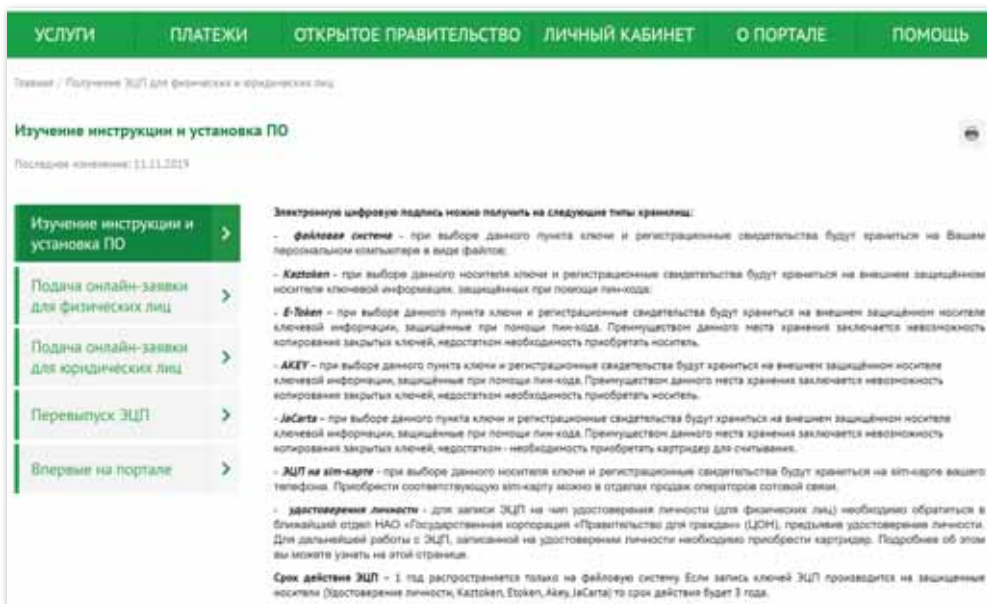 УСЛУГИ ПЛАТЕЖИ ОТКРЫТОЕ ПРАВИТЕЛЬСТВО ЛИЧНЫЙ КАБИНЕТ О ПОРТАЛЕ ПОМОЩЬ
Главная / Получение ЭЦП для физических и юридических лиц
Изучение инструкции и установка ПО
Последнее изменение: 11.11.2019
Изучение инструкции и
установка ПО
Подача онлайн-заявки
для физических лиц
Подача онлайн-заявки
для юридических лиц
Перевыпуск ЭЦП
Впервые на портале
Электронную цифровую подпись можно получить на следующие типы хранилищ:
- файловая система - при выборе данного пункта ключи и регистрационные свидетельства будут храниться на Вашем
персональном компьютере в виде файлов;
- Kaztoken - при выборе данного носителя ключи и регистрационные свидетельства будут храниться на внешнем защищённом
носителе ключевой информации, защищённых при помощи пин-кода;
- E-Token – при выборе данного пункта ключи и регистрационные свидетельства будут храниться на внешнем защищённом носителе
ключевой информации, защищённые при помощи пин-кода. Преимуществом данного места хранения заключается невозможность
копирования закрытых ключей, недостатком необходимость приобретать носитель.
- AKEY – при выборе данного пункта ключи и регистрационные свидетельства будут храниться на внешнем защищённом носителе
ключевой информации, защищённые при помощи пин-кода. Преимуществом данного места хранения заключается невозможность
копирования закрытых ключей, недостатком необходимость приобретать носитель.
- JaCarta – при выборе данного пункта ключи и регистрационные свидетельства будут храниться на внешнем защищённом носителе
ключевой информации, защищённые при помощи пин-кода. Преимуществом данного места хранения заключается невозможность
копирования закрытых ключей, недостатком - необходимость приобретать картридер для считывания.
- ЭЦП на sim-карте - при выборе данного носителя ключи и регистрационные свидетельства будут храниться на sim-карте вашего
телефона. Приобрести соответствующую sim-карту можно в отделах продаж операторов сотовой связи.
- удостоверения личности - для записи ЭЦП на чип удостоверения личности (для физических лиц) необходимо обратиться в
ближайший отдел НАО «Государственная корпорация «Правительство для граждан» (ЦОН), предъявив удостоверение личности.
Для дальнейшей работы с ЭЦП, записанной на удостоверении личности необходимо приобрести картридер. Подробнее об этом
вы можете узнать на этой странице.
Срок действия ЭЦП – 1 год распространяется только на файловую систему. Если запись ключей ЭЦП производится на защищенные
носители (Удостоверение личности, Kaztoken, Etoken, Akey, JaCarta) то срок действия будет 3 года.